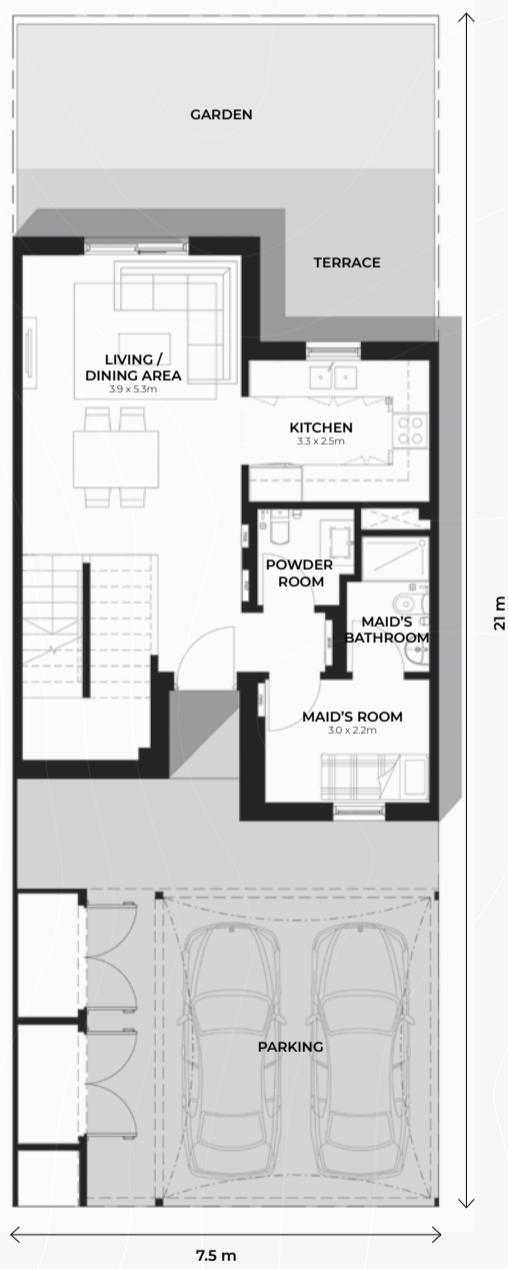 GARDEN
TERRACE
LIVING /
DINING AREA
3.9 x 5.3m
KITCHEN
3.3 x 2.5m
POWDER
ROOM
21 m
MAID'S
BATHROOM
MAID'S ROOM
3.0 x 2.2m
PARKING
7.5 m